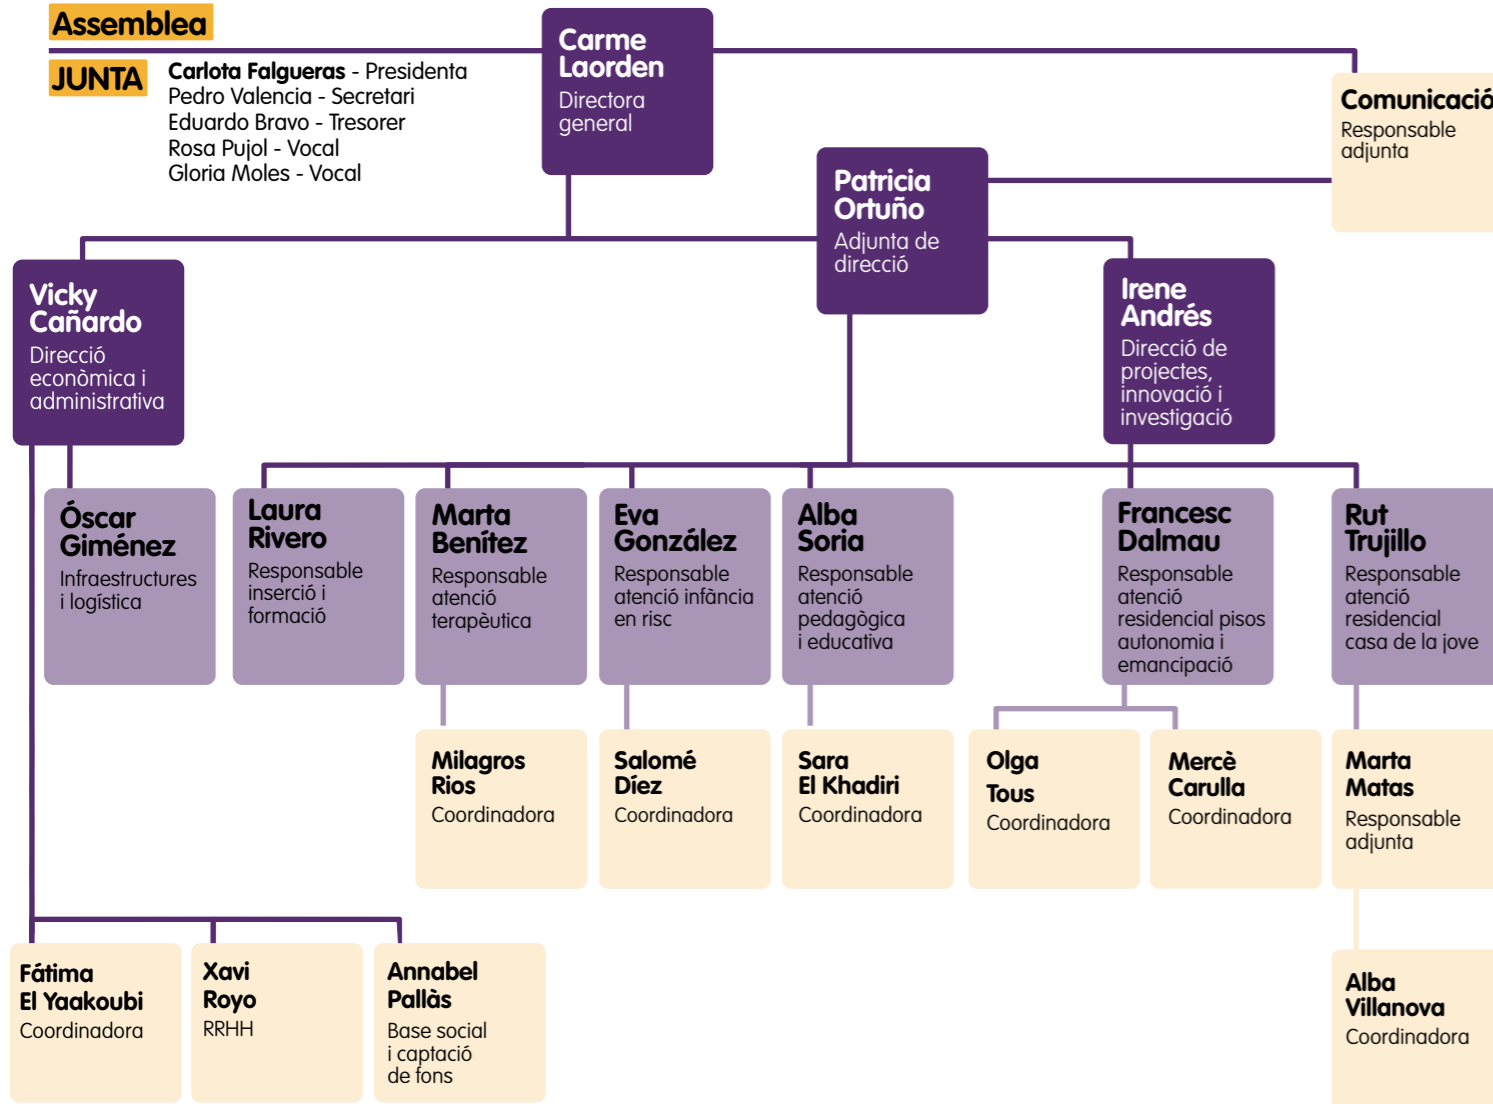 Assemblea
JUNTA
Carlota Falgueras - Presidenta
Pedro Valencia - Secretari
Eduardo Bravo - Tresorer
Rosa Pujol - Vocal
Gloria Moles - Vocal
Carme
Laorden
Directora
general
Comunicació
Responsable
adjunta
Patricia
Ortuño
Adjunta de
direcció
Vicky
Cañardo
Direcció
econòmica i
administrativa
Irene
Andrés
Direcció de
projectes,
innovació i
investigació
Óscar
Giménez
Infraestructures
i logística
Laura
Rivero
Responsable
inserció i
formació
Marta
Benítez
Responsable
atenció
terapèutica
Eva
González
Responsable
atenció infància
en risc
Alba
Soria
Responsable
atenció
pedagògica
i educativa
Francesc
Dalmau
Responsable
atenció
residencial pisos
autonomia i
emancipació
Rut
Trujillo
Responsable
atenció
residencial
casa de la jove
Milagros
Rios
Coordinadora
Salomé
Díez
Coordinadora
Sara
El Khadiri
Coordinadora
Olga
Tous
Coordinadora
Mercè
Carulla
Coordinadora
Marta
Matas
Responsable
adjunta
Fátima
El Yaakoubi
Coordinadora
Xavi
Royo
RRHH
Annabel
Pallàs
Base social
i captació
de fons
Alba
Villanova
Coordinadora